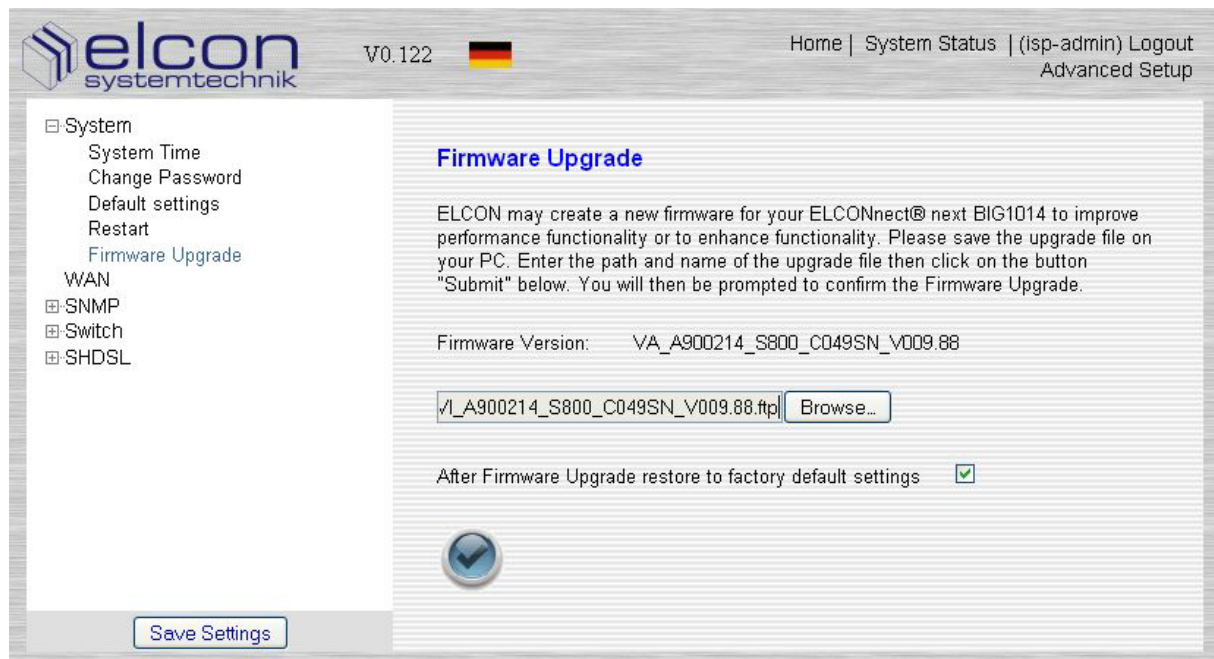 elcon
systemtechnik
V0.122
Home | System Status | (isp-admin) Logout
Advanced Setup
System
System Time
Change Password
Default settings
Restart
Firmware Upgrade
WAN
SNMP
Switch
SHDSL
Save Settings
Firmware Upgrade
ELCON may create a new firmware for your ELCONnect® next BIG1014 to improve
performance functionality or to enhance functionality. Please save the upgrade file on
your PC. Enter the path and name of the upgrade file then click on the button
"Submit" below. You will then be prompted to confirm the Firmware Upgrade.
Firmware Version: VA_A900214_S800_C049SN_V009.88
I_A900214_S800_C049SN_V009.88.ftp Browse...
After Firmware Upgrade restore to factory default settings